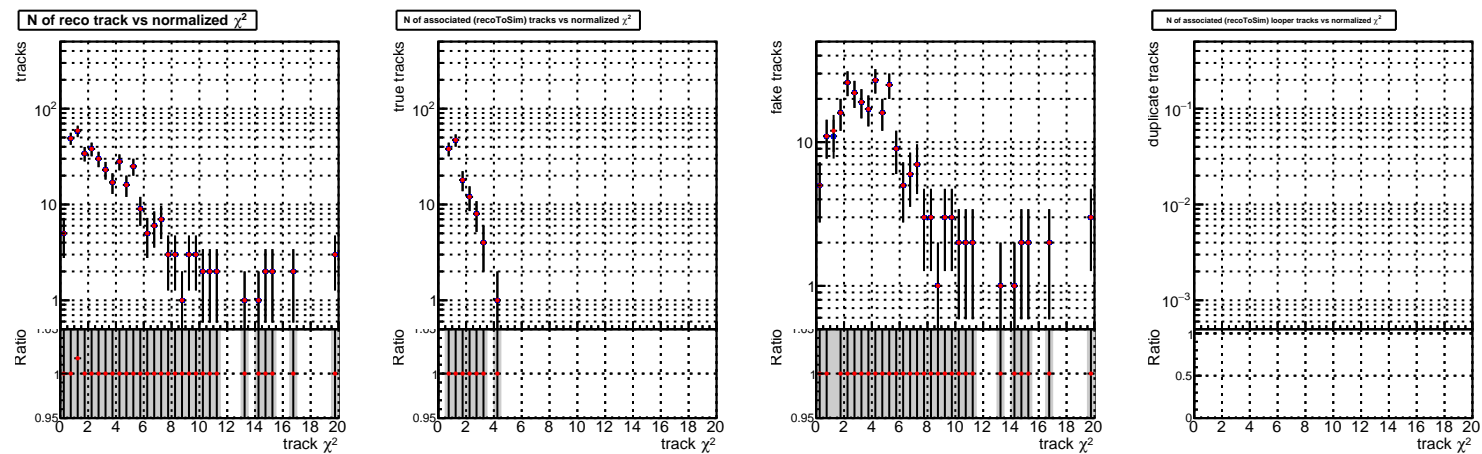 N of reco track vs normalized χ²
tracks
10²
10
1
Ratio
1.05
1
0.95
0 2 4 6 8 10 12 14 16 18 20
track χ²
N of associated (recoToSim) tracks vs normalized χ²
true tracks
10²
10
1
Ratio
1.05
1
0.95
0 2 4 6 8 10 12 14 16 18 20
track χ²
fake tracks
10
1
Ratio
1.05
1
0.95
0 2 4 6 8 10 12 14 16 18 20
track χ²
N of associated (recoToSim) looper tracks vs normalized χ²
duplicate tracks
10⁻¹
10⁻²
10⁻³
Ratio
1
0.5
0
0 2 4 6 8 10 12 14 16 18 20
track χ²